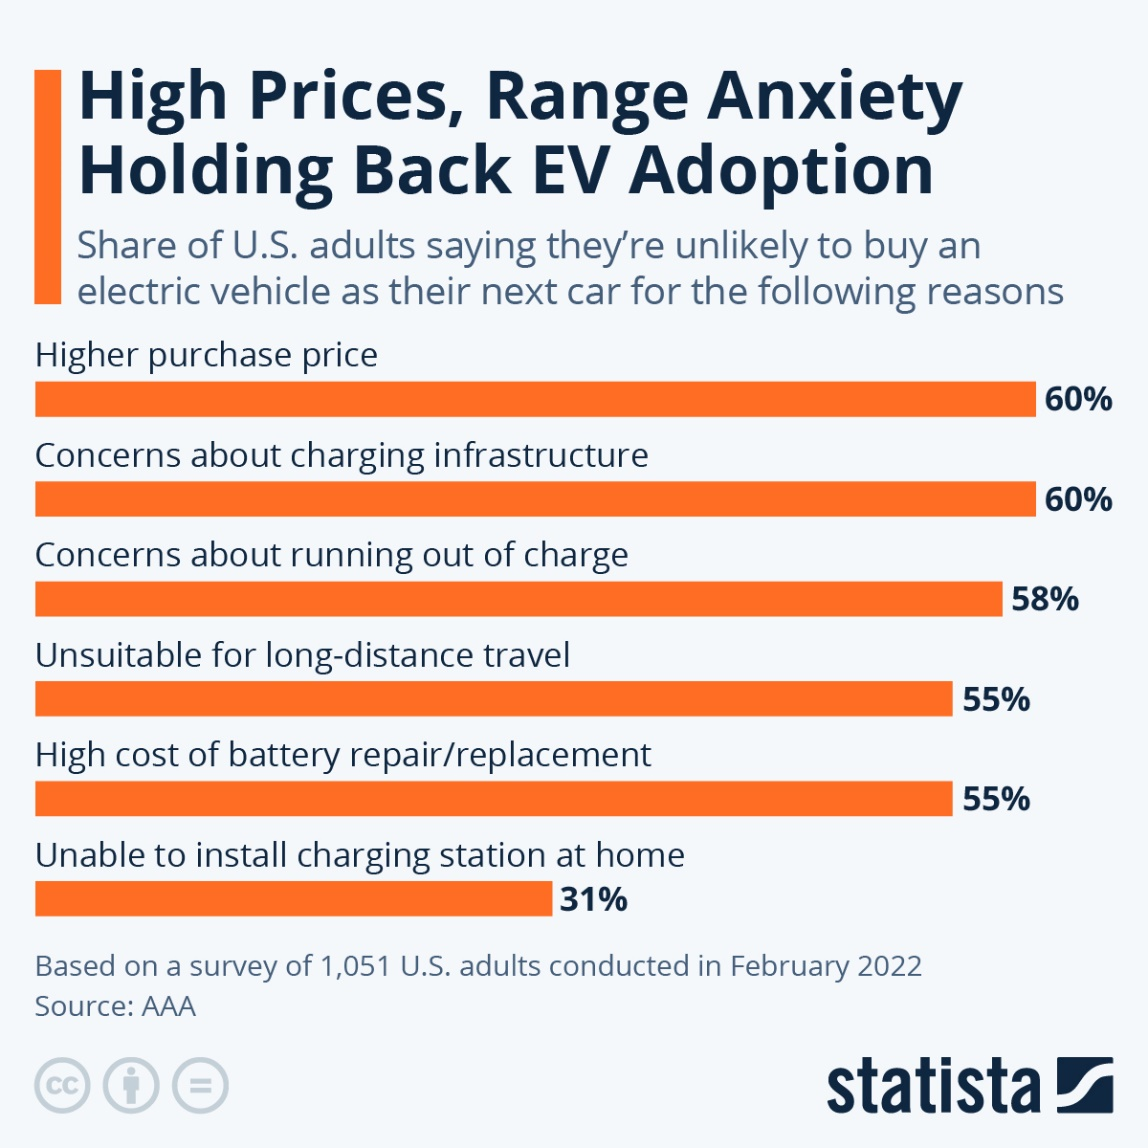 High Prices, Range Anxiety
Holding Back EV Adoption
Share of U.S. adults saying they’re unlikely to buy an
electric vehicle as their next car for the following reasons
Higher purchase price
60%
Concerns about charging infrastructure
60%
Concerns about running out of charge
58%
Unsuitable for long-distance travel
55%
High cost of battery repair/replacement
55%
Unable to install charging station at home
31%
Based on a survey of 1,051 U.S. adults conducted in February 2022
Source: AAA
cc
statista